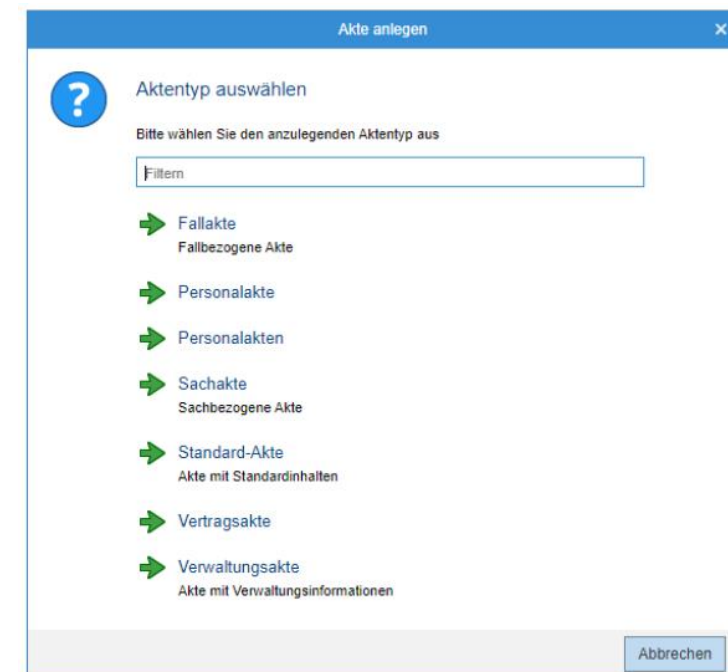 Akte anlegen
Aktentyp auswählen
Bitte wählen Sie den anzulegenden Aktentyp aus
Filtern
Fallakte
Fallbezogene Akte
Personalakte
Personalakten
Sachakte
Sachbezogene Akte
Standard-Akte
Akte mit Standardinhalten
Vertragsakte
Verwaltungsakte
Akte mit Verwaltungsinformationen
Abbrechen